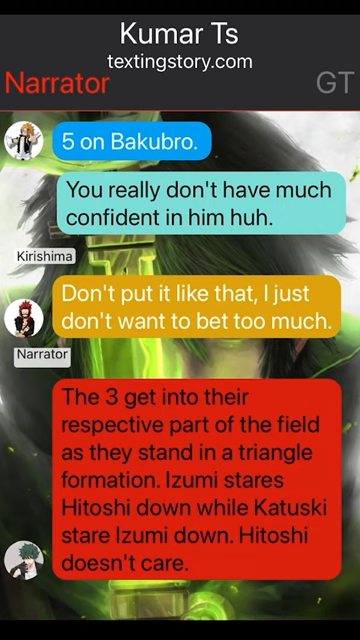 Kumar Ts
textingstory.com
Narrator
GT
5 on Bakubro.
You really don't have much
confident in him huh.
Kirishima
Don't put it like that, I just
don't want to bet too much.
Narrator
The 3 get into their
respective part of the field
as they stand in a triangle
formation. Izumi stares
Hitoshi down while Katuski
stare Izumi down. Hitoshi
doesn't care.